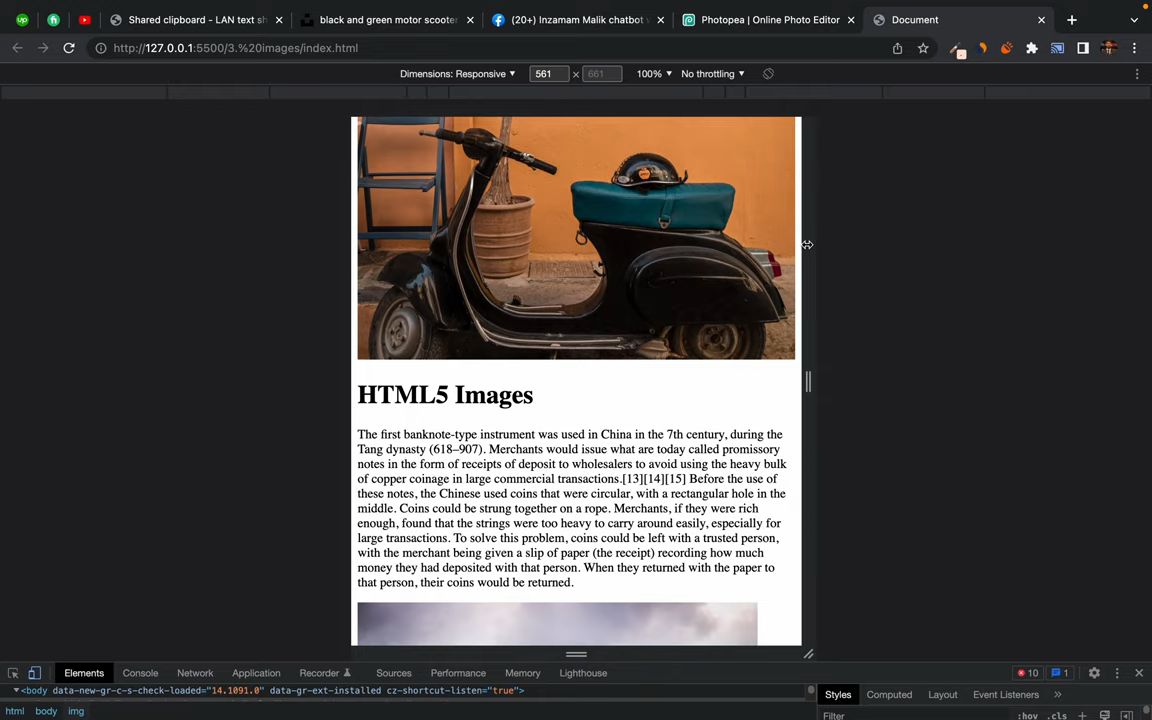 Shared clipboard - LAN text sh
black and green motor scooter
(20+) Inzamam Malik chatbot w
Photopea | Online Photo Editor
Document
http://127.0.0.1:5500/3.%20images/index.html
Dimensions: Responsive 561 × 661 100% No throttling
HTML5 Images
The first banknote-type instrument was used in China in the 7th century, during the
Tang dynasty (618–907). Merchants would issue what are today called promissory
notes in the form of receipts of deposit to wholesalers to avoid using the heavy bulk
of copper coinage in large commercial transactions.[13][14][15] Before the use of
these notes, the Chinese used coins that were circular, with a rectangular hole in the
middle. Coins could be strung together on a rope. Merchants, if they were rich
enough, found that the strings were too heavy to carry around easily, especially for
large transactions. To solve this problem, coins could be left with a trusted person,
with the merchant being given a slip of paper (the receipt) recording how much
money they had deposited with that person. When they returned with the paper to
that person, their coins would be returned.
Elements Console Network Application Recorder Sources Performance Memory Lighthouse 10 1
<body data-new-gr-c-s-check-loaded="14.1091.0" data-gr-ext-installed cz-shortcut-listen="true">
Styles Computed Layout Event Listeners »
html body img
Filter :hov .cls